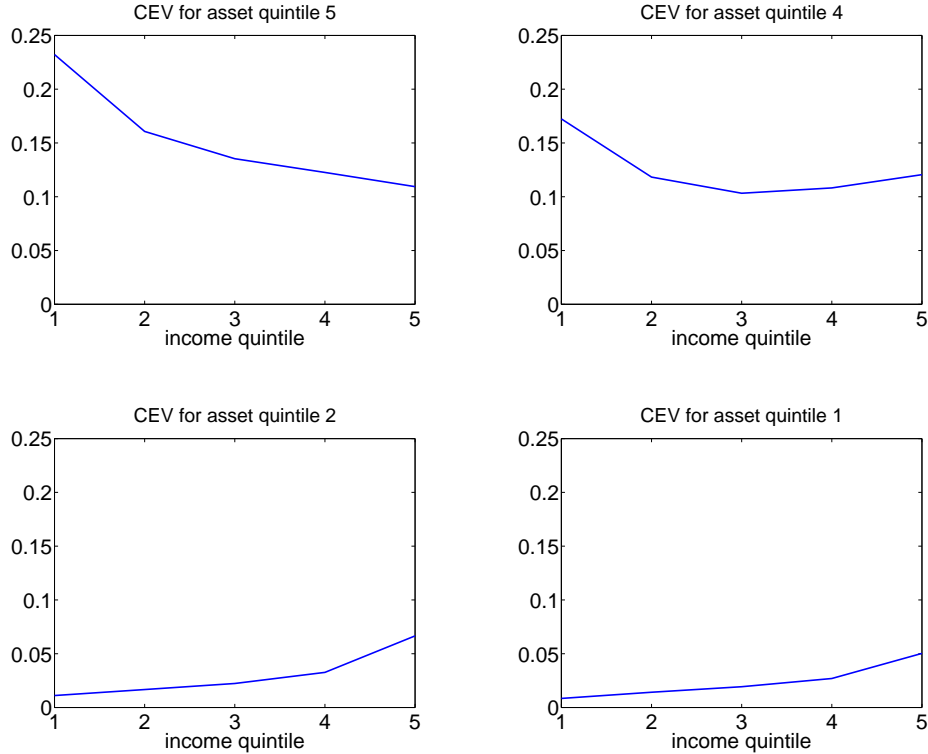 CEV for asset quintile 5
0.25
0.2
0.15
0.1
0.05
0
1 2 3 4 5
income quintile
CEV for asset quintile 4
0.25
0.2
0.15
0.1
0.05
0
1 2 3 4 5
income quintile
CEV for asset quintile 2
0.25
0.2
0.15
0.1
0.05
0
1 2 3 4 5
income quintile
CEV for asset quintile 1
0.25
0.2
0.15
0.1
0.05
0
1 2 3 4 5
income quintile